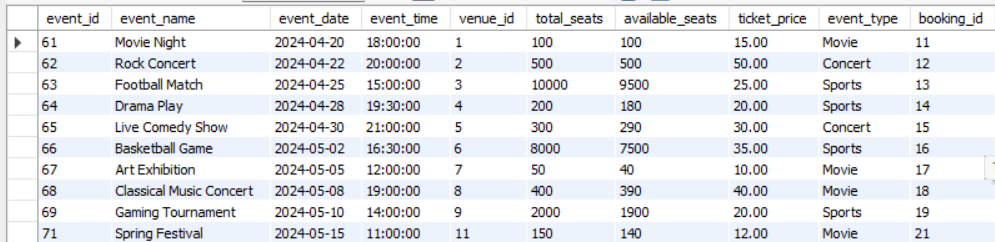 event_id event_name event_date event_time venue_id total_seats available_seats ticket_price event_type booking_id
61 Movie Night 2024-04-20 18:00:00 1 100 100 15.00 Movie 11
62 Rock Concert 2024-04-22 20:00:00 2 500 500 50.00 Concert 12
63 Football Match 2024-04-25 15:00:00 3 10000 9500 25.00 Sports 13
64 Drama Play 2024-04-28 19:30:00 4 200 180 20.00 Sports 14
65 Live Comedy Show 2024-04-30 21:00:00 5 300 290 30.00 Concert 15
66 Basketball Game 2024-05-02 16:30:00 6 8000 7500 35.00 Sports 16
67 Art Exhibition 2024-05-05 12:00:00 7 50 40 10.00 Movie 17
68 Classical Music Concert 2024-05-08 19:00:00 8 400 390 40.00 Movie 18
69 Gaming Tournament 2024-05-10 14:00:00 9 2000 1900 20.00 Sports 19
71 Spring Festival 2024-05-15 11:00:00 11 150 140 12.00 Movie 21